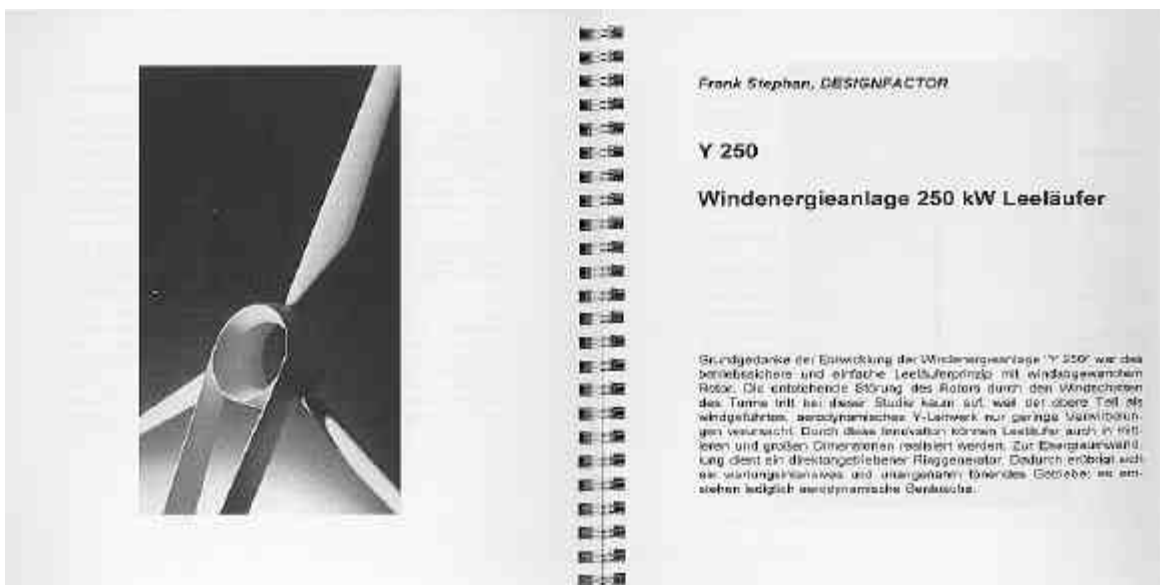 Frank Stephan, DESIGNFACTOR
Y 250
Windenergieanlage 250 kW Leeläufer
Grundgedanke der Entwicklung der Windenergieanlage "Y 250" war das
betriebssichere und einfache Leeläuferprinzip mit windabgewandtem
Rotor. Die entstehende Störung des Rotors durch den Windschatten
des Turms tritt bei dieser Studie kaum auf, weil der obere Teil als
windgeführtes, aerodynamisches Y-Leitwerk nur geringe Verwirbelun-
gen verursacht. Durch diese Innovation können Leeläufer auch in mitt-
leren und großen Dimensionen realisiert werden. Zur Energieumwand-
lung dient ein direktangetriebener Ringgenerator. Dadurch erübrigt sich
ein wartungsintensives und unangenehm tönendes Getriebe; es ent-
stehen lediglich aerodynamische Geräusche.